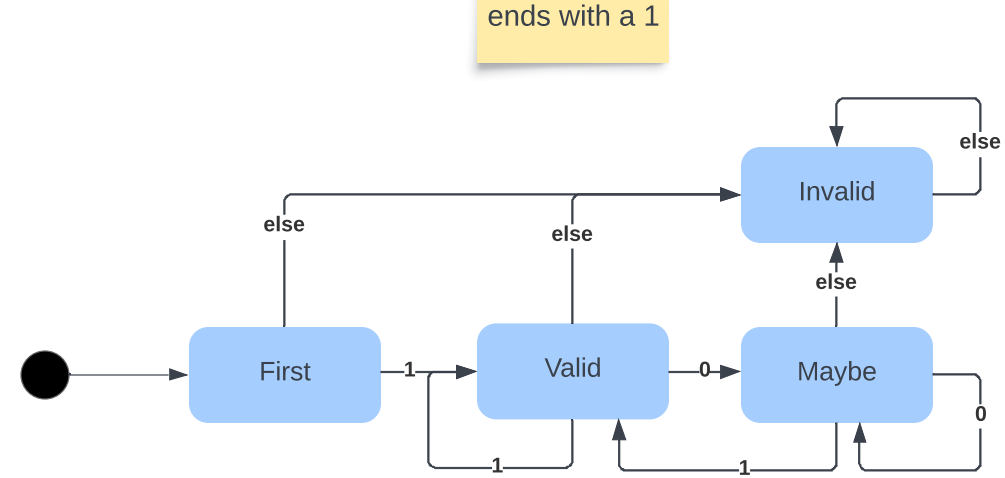 ends with a 1
else
Invalid
else
else
else
First
1
Valid
0
Maybe
0
1
1